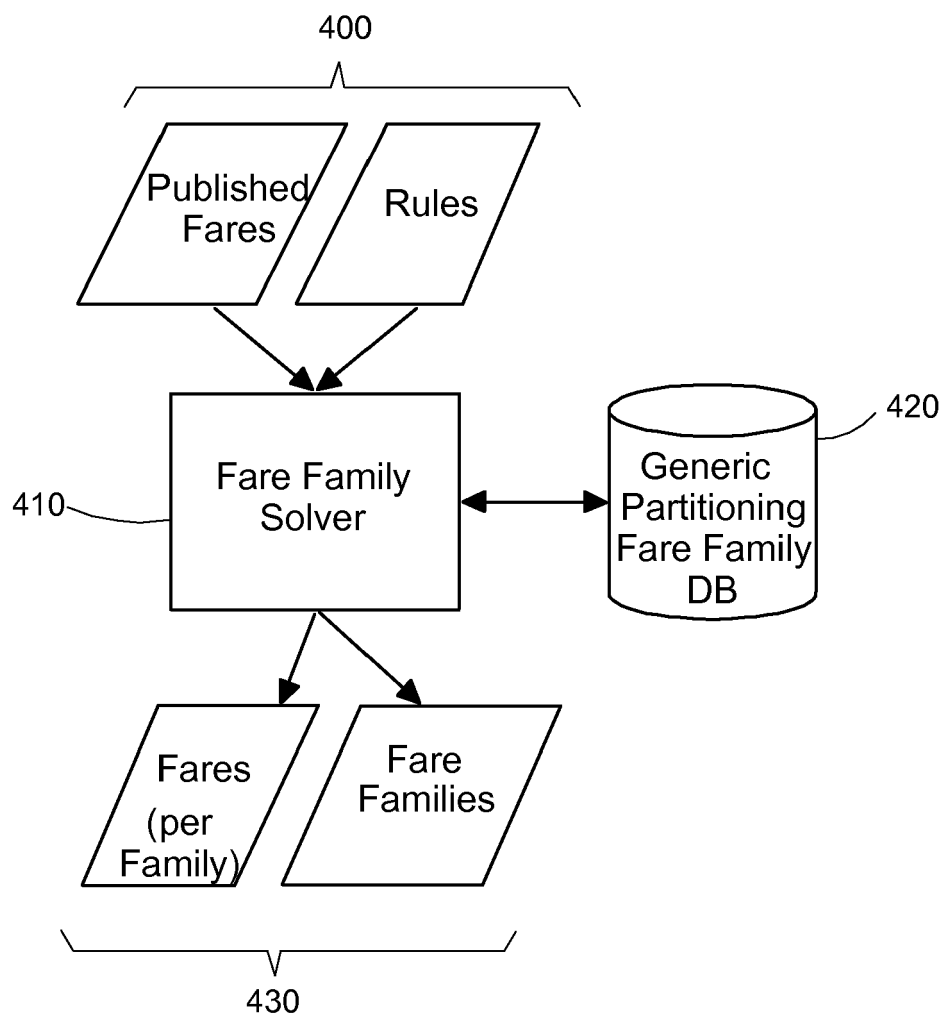 400
Published
Fares
Rules
410
Fare Family
Solver
420
Generic
Partitioning
Fare Family
DB
Fares
(per
Family)
Fare
Families
430